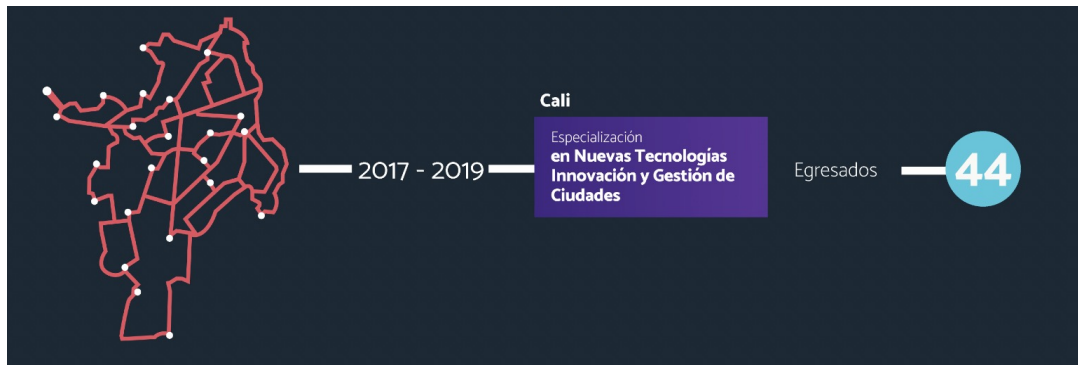 Cali
2017 - 2019
Especialización
en Nuevas Tecnologías
Innovación y Gestión de
Ciudades
Egresados
44